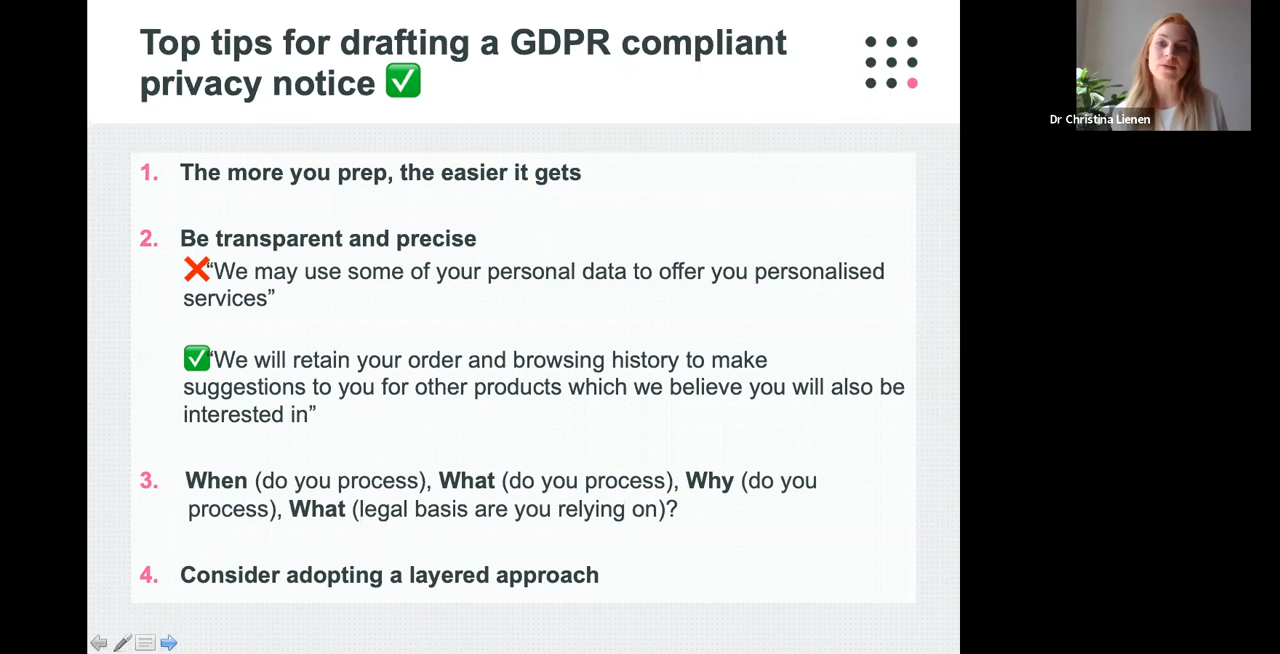 Top tips for drafting a GDPR compliant
privacy notice ✅
Dr Christina Lienen
1. The more you prep, the easier it gets
2. Be transparent and precise
❌“We may use some of your personal data to offer you personalised
services”
✅“We will retain your order and browsing history to make
suggestions to you for other products which we believe you will also be
interested in”
3. When (do you process), What (do you process), Why (do you
process), What (legal basis are you relying on)?
4. Consider adopting a layered approach